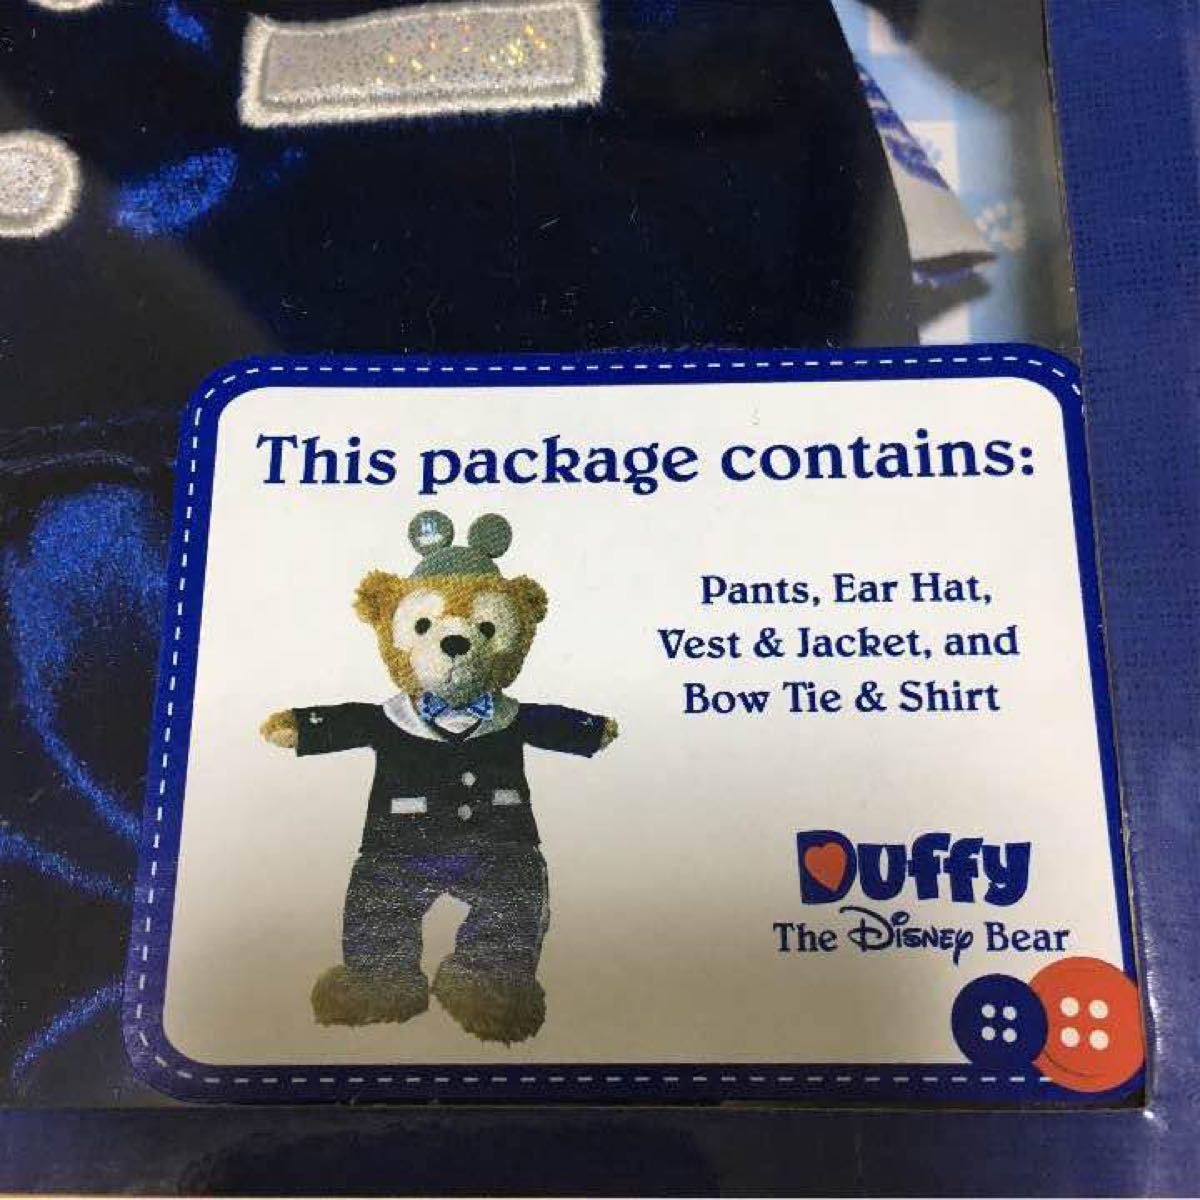 This package contains:
Pants, Ear Hat,
Vest & Jacket, and
Bow Tie & Shirt
Duffy
The Disney Bear